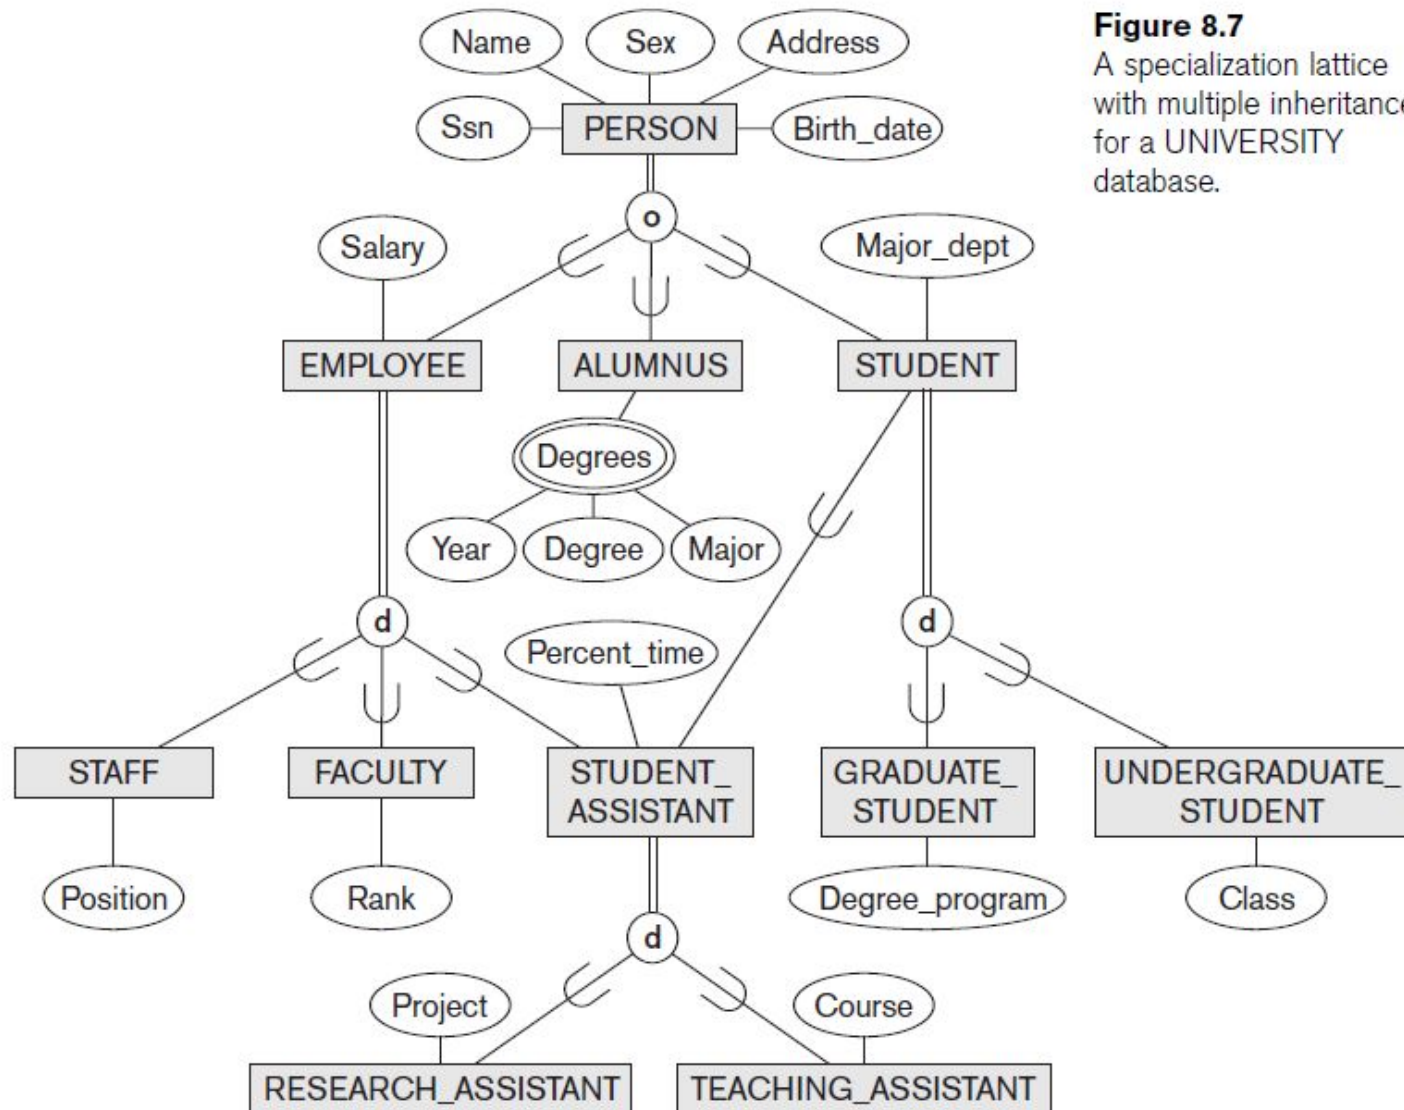 Figure 8.7
A specialization lattice
with multiple inheritance
for a UNIVERSITY
database.
Name
Sex
Address
Ssn
PERSON
Birth_date
o
Salary
Major_dept
EMPLOYEE
ALUMNUS
STUDENT
Degrees
Year
Degree
Major
d
d
Percent_time
STAFF
FACULTY
STUDENT_
ASSISTANT
GRADUATE_
STUDENT
UNDERGRADUATE_
STUDENT
Position
Rank
Degree_program
Class
d
Project
Course
RESEARCH_ASSISTANT
TEACHING_ASSISTANT